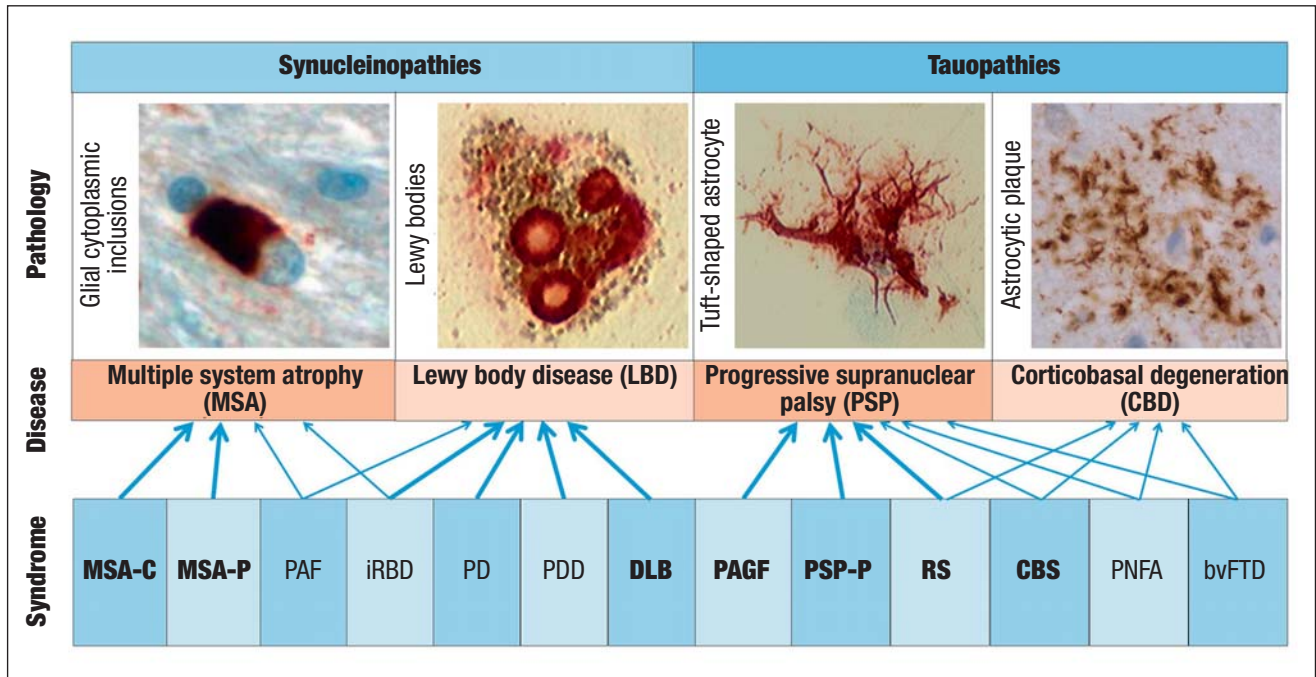 Synucleinopathies
Tauopathies
Pathology
Glial cytoplasmic
inclusions
Lewy bodies
Tuft-shaped astrocyte
Astrocytic plaque
Disease
Multiple system atrophy
(MSA)
Lewy body disease (LBD)
Progressive supranuclear
palsy (PSP)
Corticobasal degeneration
(CBD)
Syndrome
MSA-C
MSA-P
PAF
iRBD
PD
PDD
DLB
PAGF
PSP-P
RS
CBS
PNFA
bvFTD